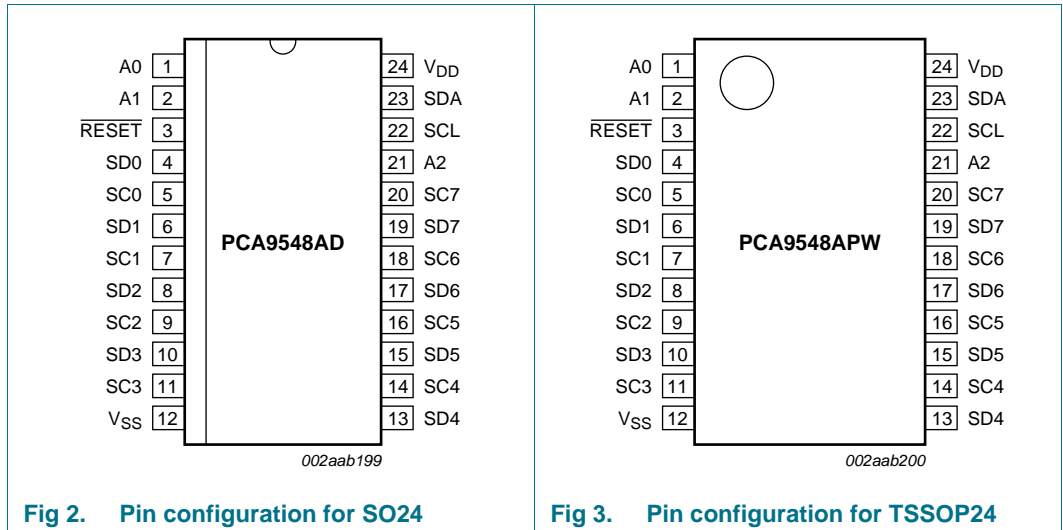 A0 1 24 VDD
A1 2 23 SDA
RESET 3 22 SCL
SD0 4 21 A2
SC0 5 20 SC7
SD1 6 19 SD7
SC1 7 18 SC6
SD2 8 17 SD6
SC2 9 16 SC5
SD3 10 15 SD5
SC3 11 14 SC4
VSS 12 13 SD4
PCA9548AD
002aab199
Fig 2. Pin configuration for SO24
A0 1 24 VDD
A1 2 23 SDA
RESET 3 22 SCL
SD0 4 21 A2
SC0 5 20 SC7
SD1 6 19 SD7
SC1 7 18 SC6
SD2 8 17 SD6
SC2 9 16 SC5
SD3 10 15 SD5
SC3 11 14 SC4
VSS 12 13 SD4
PCA9548APW
002aab200
Fig 3. Pin configuration for TSSOP24